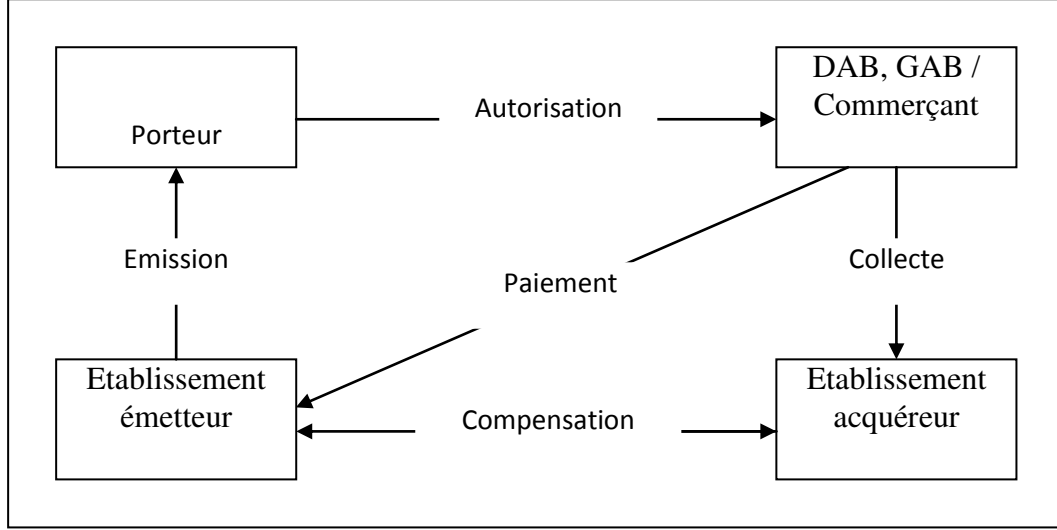 Porteur
Autorisation
DAB, GAB /
Commerçant
Emission
Paiement
Collecte
Etablissement
émetteur
Compensation
Etablissement
acquéreur